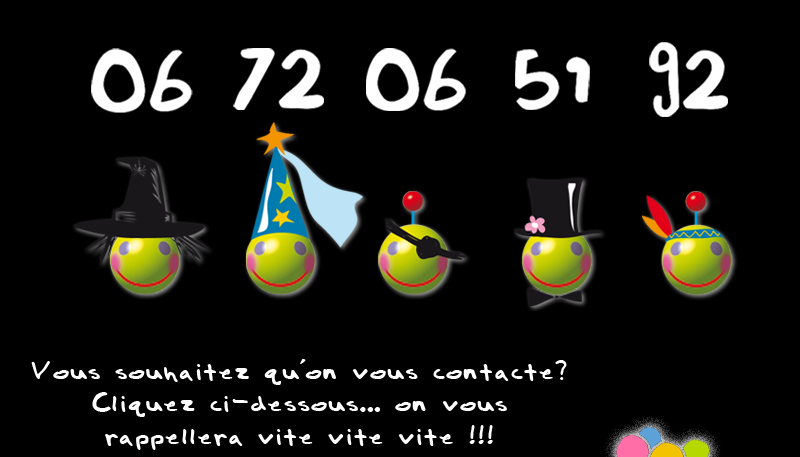 06 72 06 51 92
Vous souhaitez qu'on vous contacte?
Cliquez ci-dessous... on vous
rappellera vite vite vite !!!